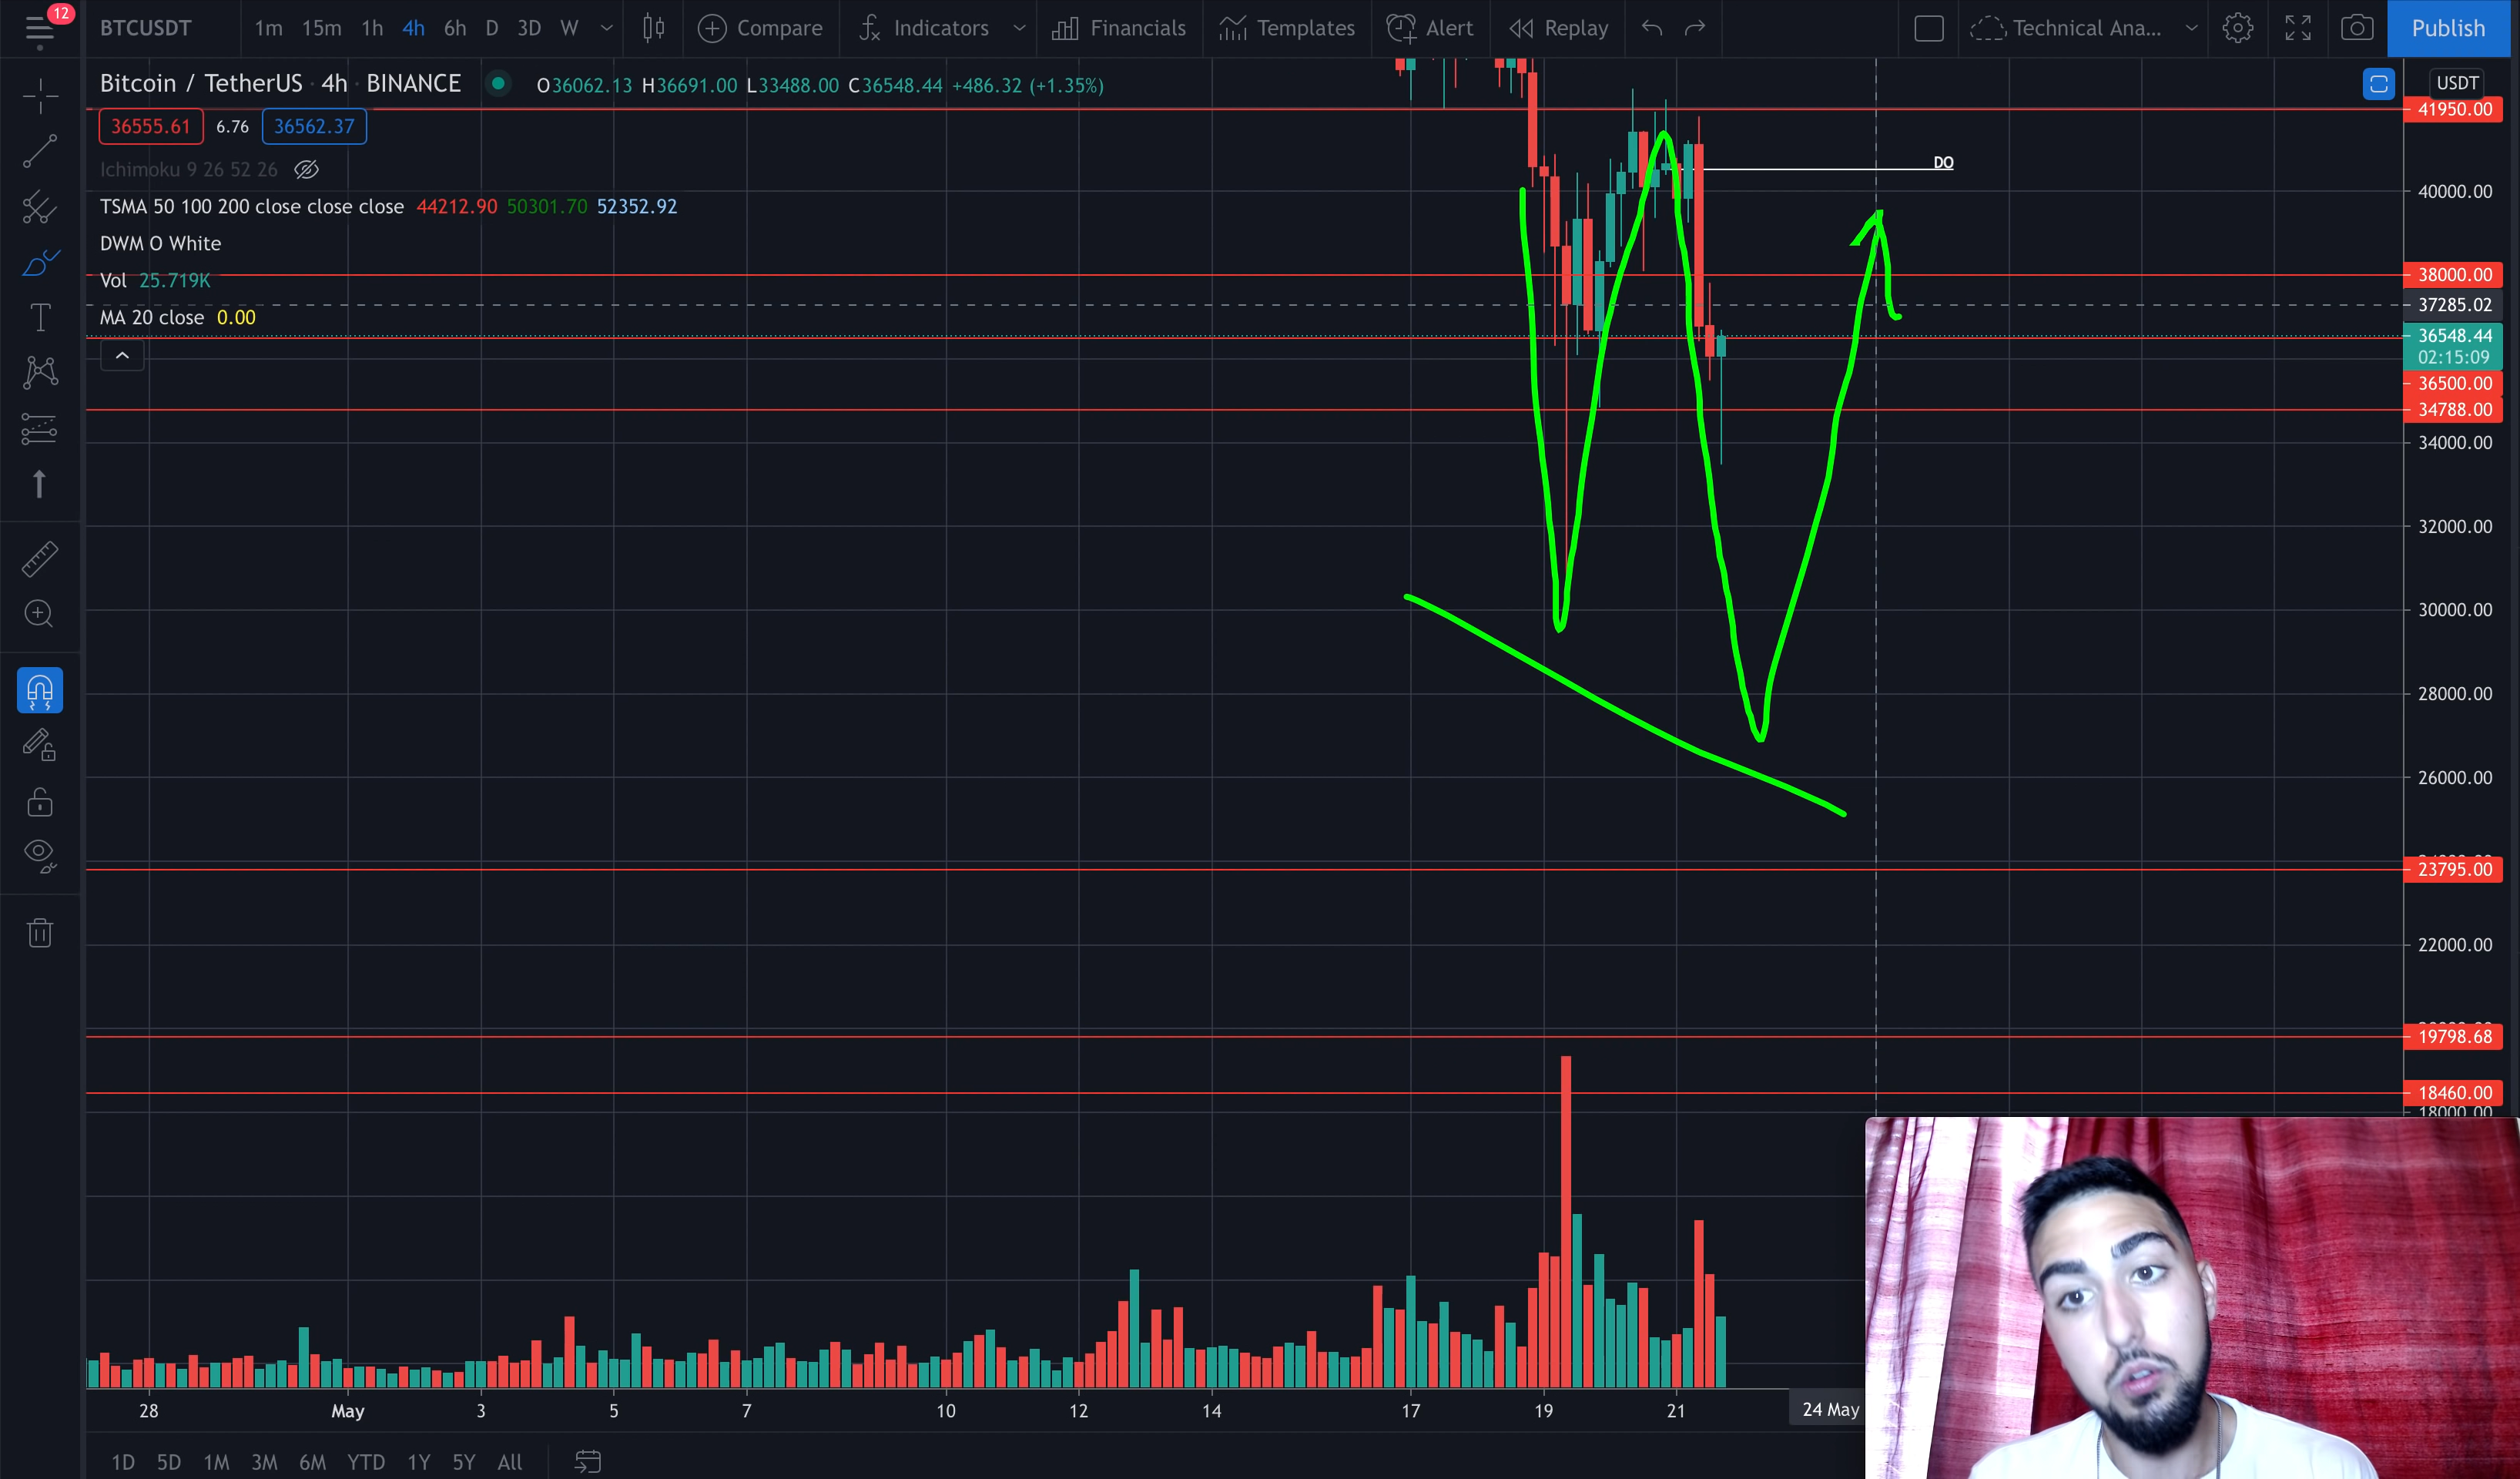 12
BTCUSDT 1m 15m 1h 4h 6h D 3D W Compare Indicators Financials Templates Alert Replay Technical Ana... Publish
Bitcoin / TetherUS · 4h · BINANCE O36062.13 H36691.00 L33488.00 C36548.44 +486.32 (+1.35%)
USDT
36555.61 6.76 36562.37
Ichimoku 9 26 52 26
TSMA 50 100 200 close close close 44212.90 50301.70 52352.92
DWM O White
Vol 25.719K
MA 20 close 0.00
DO
41950.00
40000.00
38000.00
37285.02
36548.44
02:15:09
36500.00
34788.00
34000.00
32000.00
30000.00
28000.00
26000.00
23795.00
22000.00
19798.68
18460.00
18000.00
28 May 3 5 7 10 12 14 17 19 21 24 May
1D 5D 1M 3M 6M YTD 1Y 5Y All